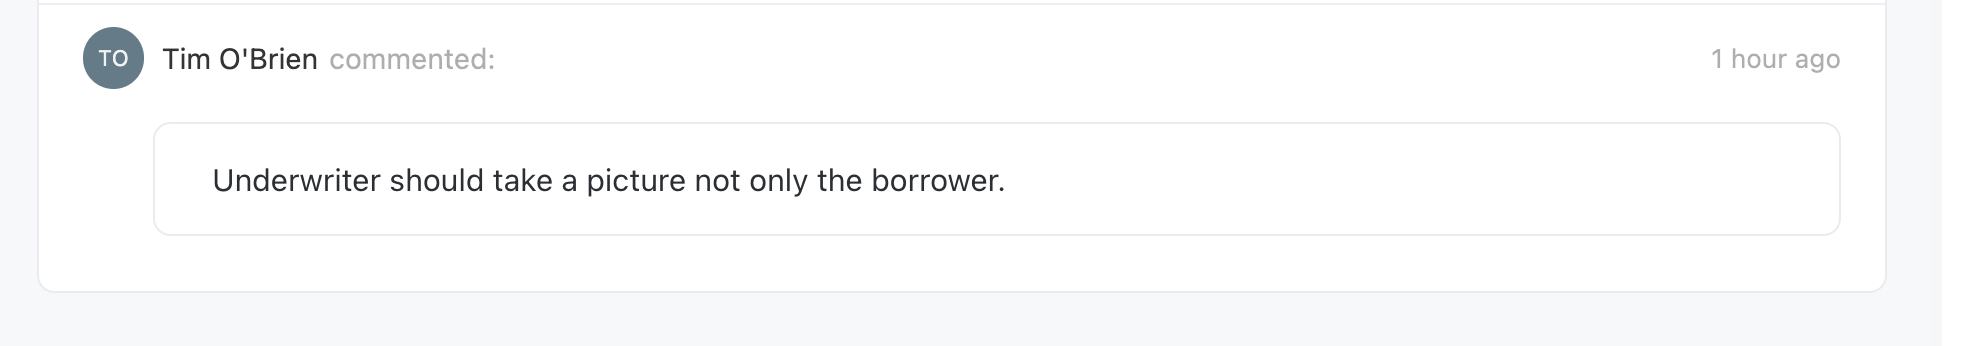 TO Tim O'Brien commented: 1 hour ago
Underwriter should take a picture not only the borrower.